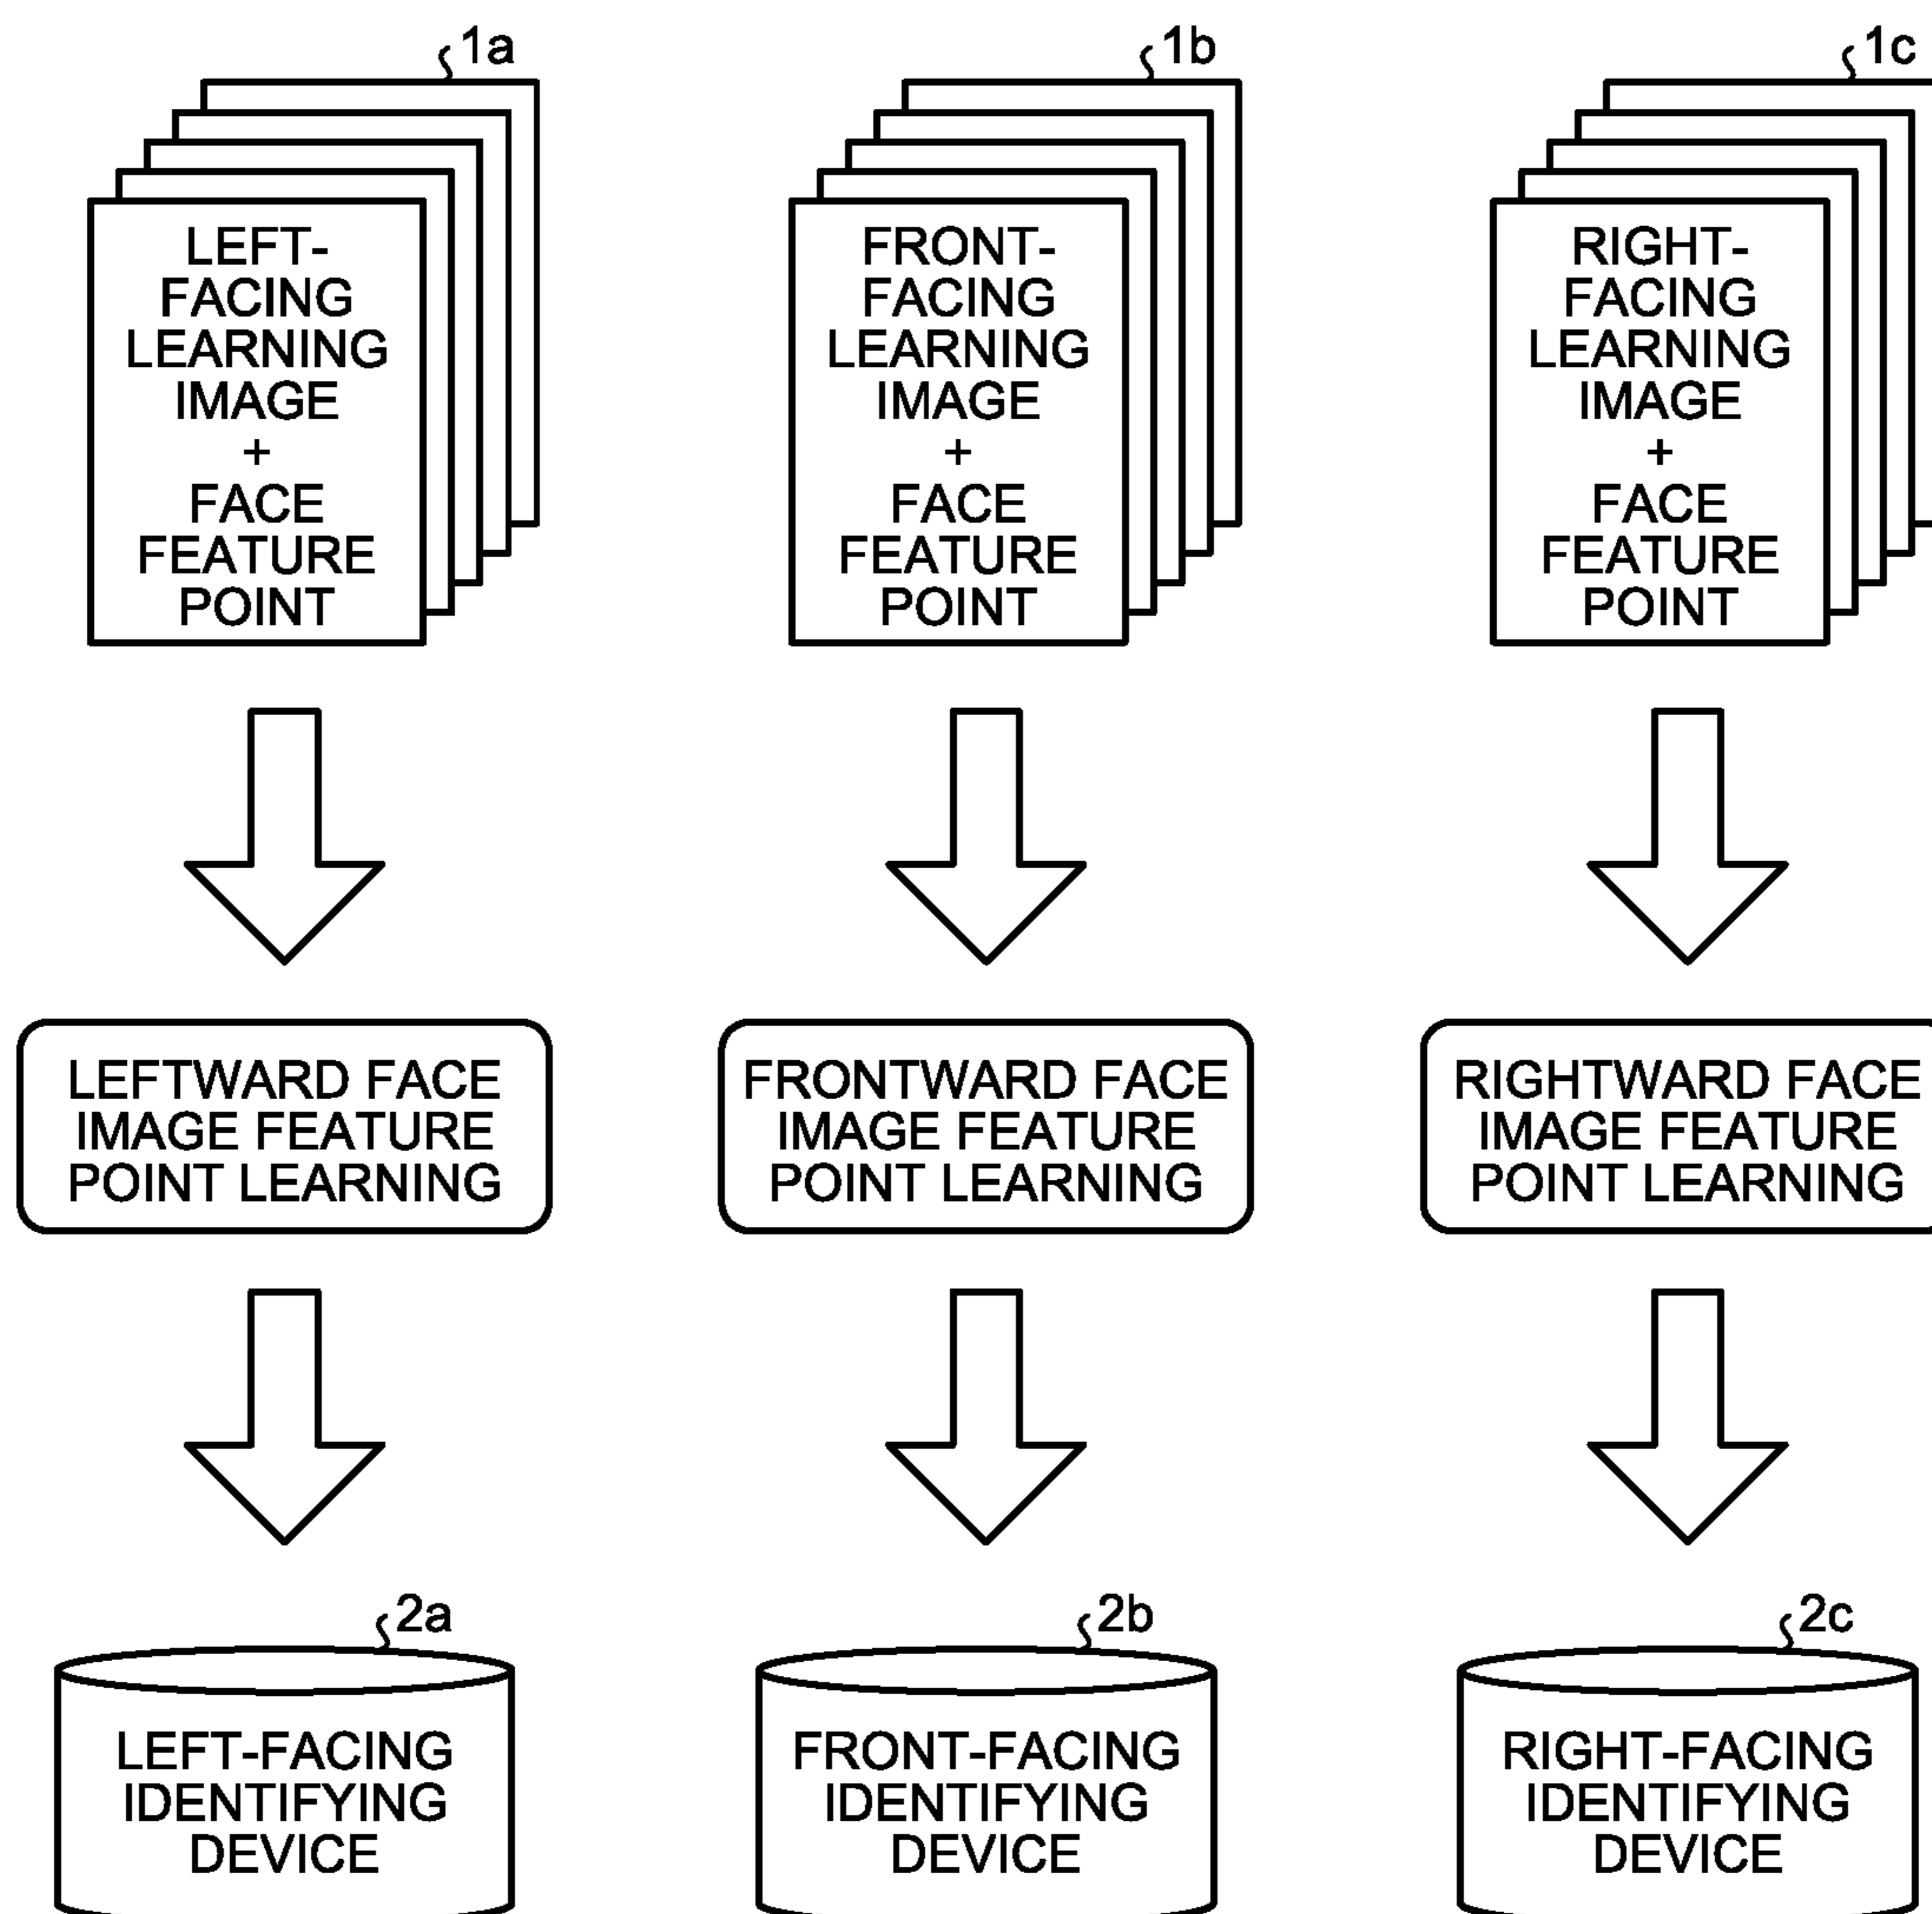 1a
LEFT-
FACING
LEARNING
IMAGE
+
FACE
FEATURE
POINT
1b
FRONT-
FACING
LEARNING
IMAGE
+
FACE
FEATURE
POINT
1c
RIGHT-
FACING
LEARNING
IMAGE
+
FACE
FEATURE
POINT
LEFTWARD FACE
IMAGE FEATURE
POINT LEARNING
FRONTWARD FACE
IMAGE FEATURE
POINT LEARNING
RIGHTWARD FACE
IMAGE FEATURE
POINT LEARNING
2a
LEFT-FACING
IDENTIFYING
DEVICE
2b
FRONT-FACING
IDENTIFYING
DEVICE
2c
RIGHT-FACING
IDENTIFYING
DEVICE